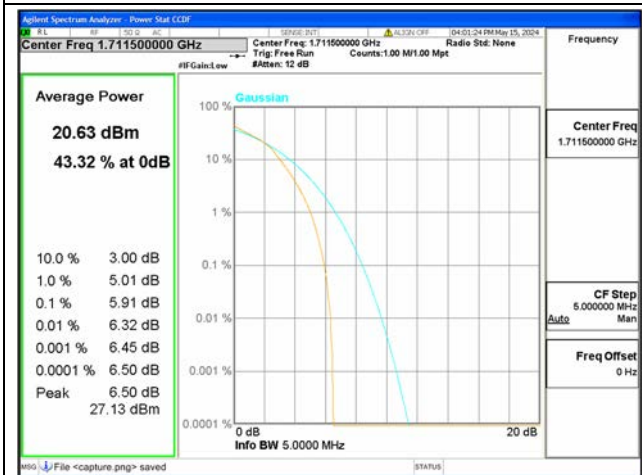 Agilent Spectrum Analyzer - Power Stat CCDF
RL RF 50 Ω AC SENSE:INT ALIGN OFF 04:01:24 PM May 15, 2024
Center Freq 1.711500000 GHz
Center Freq: 1.711500000 GHz Radio Std: None
Trig: Free Run Counts:1.00 M/1.00 Mpt
#IFGain:Low #Atten: 12 dB
Frequency
Average Power
20.63 dBm
43.32 % at 0dB
10.0 % 3.00 dB
1.0 % 5.01 dB
0.1 % 5.91 dB
0.01 % 6.32 dB
0.001 % 6.45 dB
0.0001 % 6.50 dB
Peak 6.50 dB
27.13 dBm
Gaussian
100 %
10 %
1 %
0.1 %
0.01 %
0.001 %
0.0001 %
0 dB 20 dB
Info BW 5.0000 MHz
Center Freq
1.711500000 GHz
CF Step
5.000000 MHz
Auto Man
Freq Offset
0 Hz
MSG File <capture.png> saved STATUS